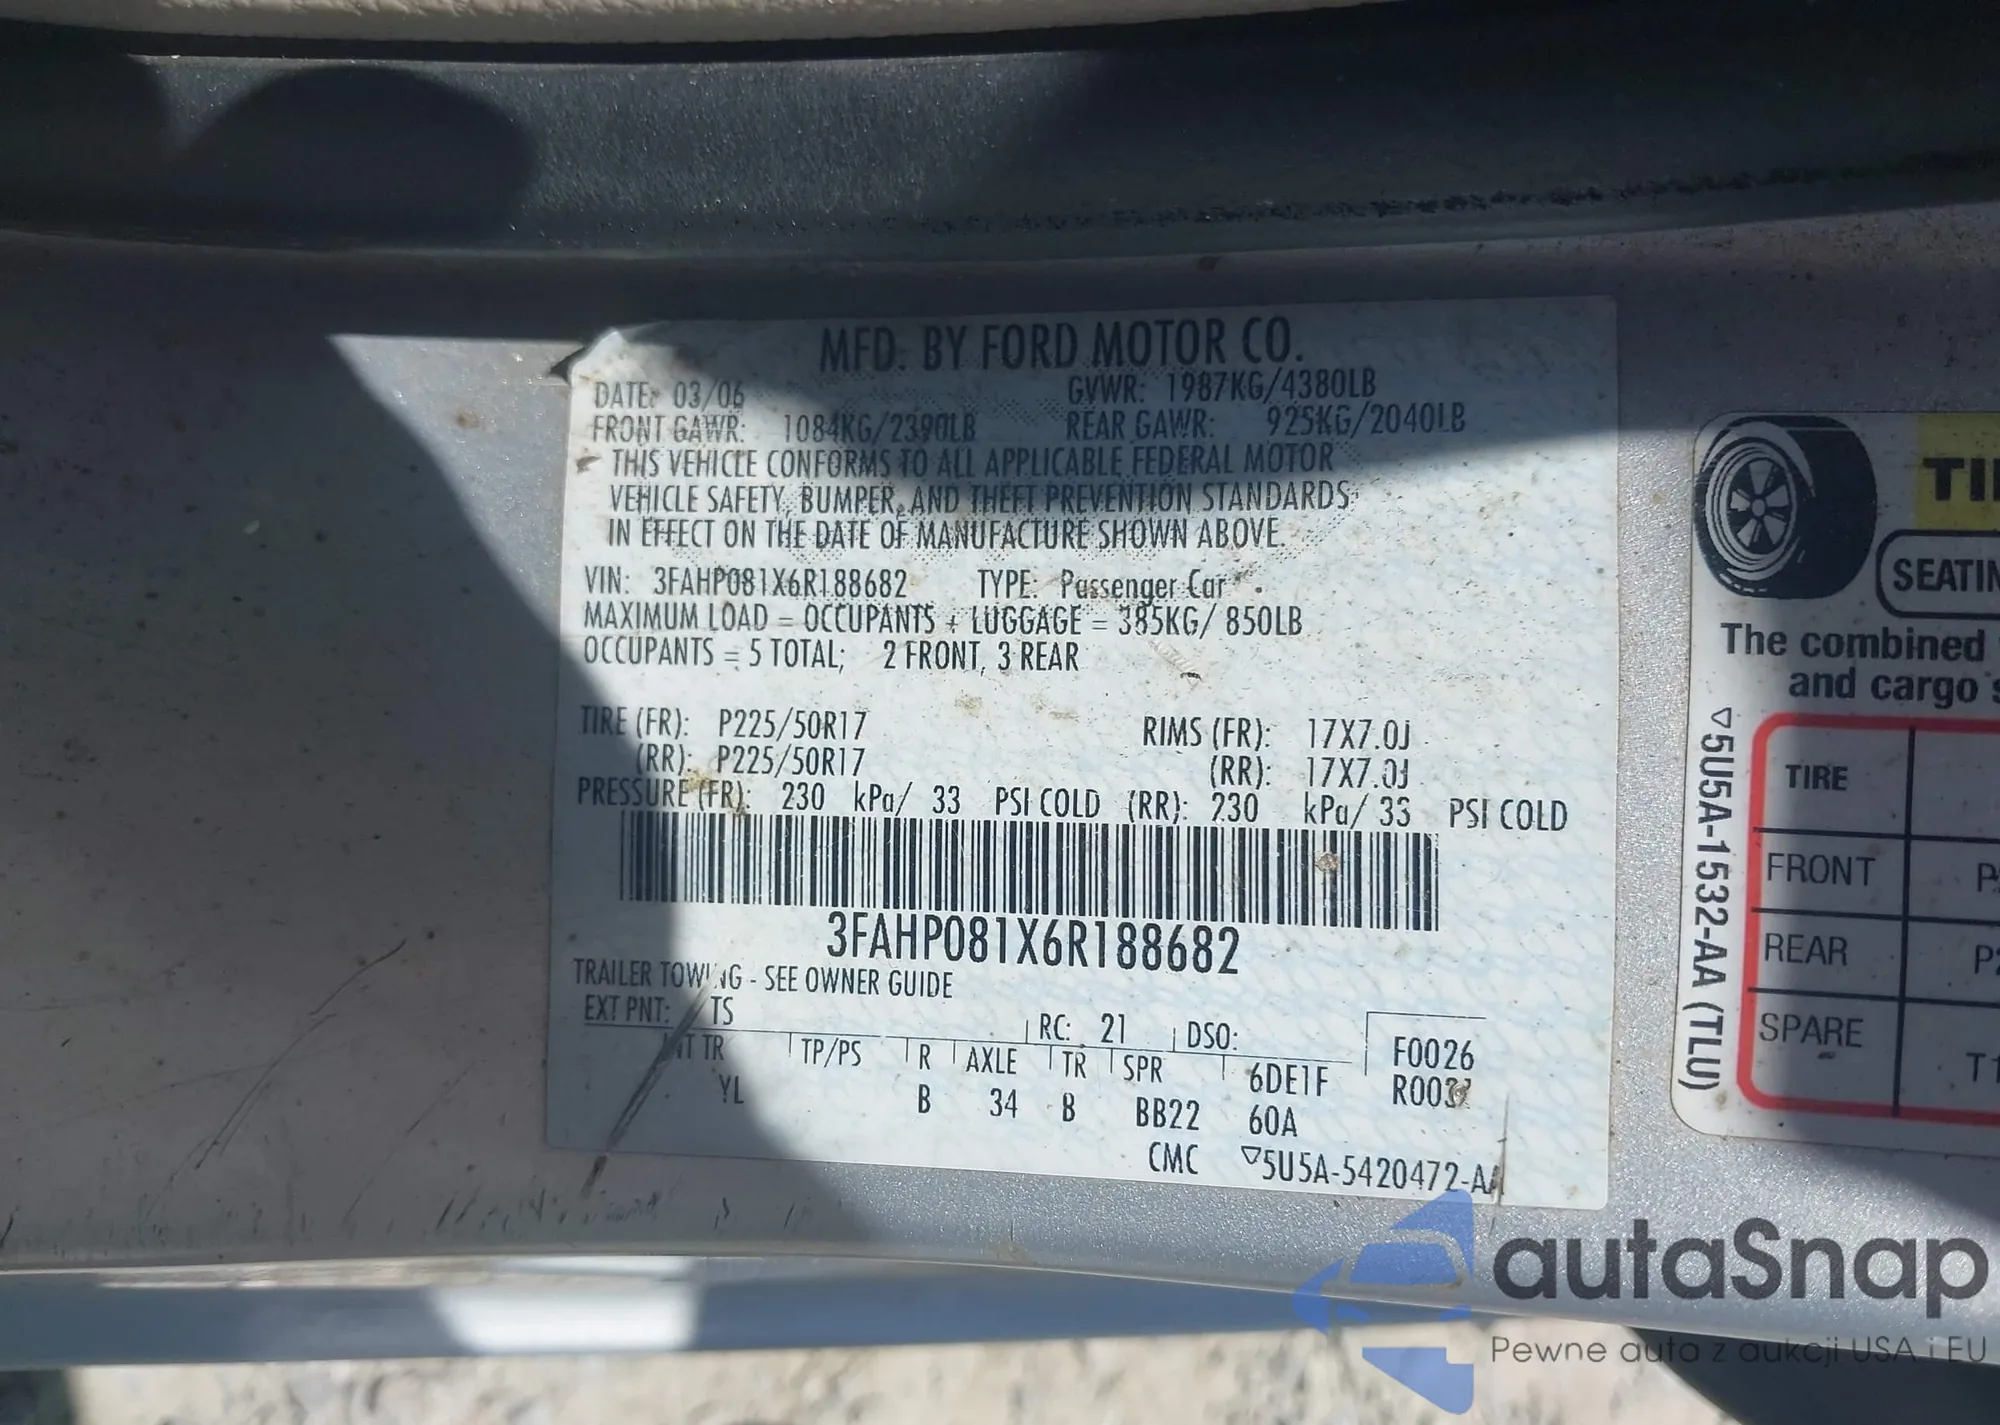 MFD. BY FORD MOTOR CO.
DATE: 03/06 GVWR: 1987KG/4380LB
FRONT GAWR: 1084KG/2390LB REAR GAWR: 925KG/2040LB
THIS VEHICLE CONFORMS TO ALL APPLICABLE FEDERAL MOTOR
VEHICLE SAFETY, BUMPER, AND THEFT PREVENTION STANDARDS
IN EFFECT ON THE DATE OF MANUFACTURE SHOWN ABOVE.
VIN: 3FAHP081X6R188682 TYPE: Passenger Car
MAXIMUM LOAD = OCCUPANTS + LUGGAGE = 385KG/ 850LB
OCCUPANTS = 5 TOTAL; 2 FRONT, 3 REAR
TIRE (FR): P225/50R17 RIMS (FR): 17X7.0J
(RR): P225/50R17 (RR): 17X7.0J
PRESSURE (FR): 230 kPa/ 33 PSI COLD (RR): 230 kPa/ 33 PSI COLD
3FAHP081X6R188682
TRAILER TOWING - SEE OWNER GUIDE
EXT PNT: TS RC: 21 DSO: F0026
INT TR TP/PS R AXLE TR SPR 6DE1F
YL B 34 B BB22 60A
CMC ▽5U5A-5420472-AA
TI
SEATIN
The combined
and cargo s
▽5U5A-1532-AA (TLU)
TIRE
FRONT P
REAR P2
SPARE T1
autaSnap
Pewne auta z aukcji USA i EU